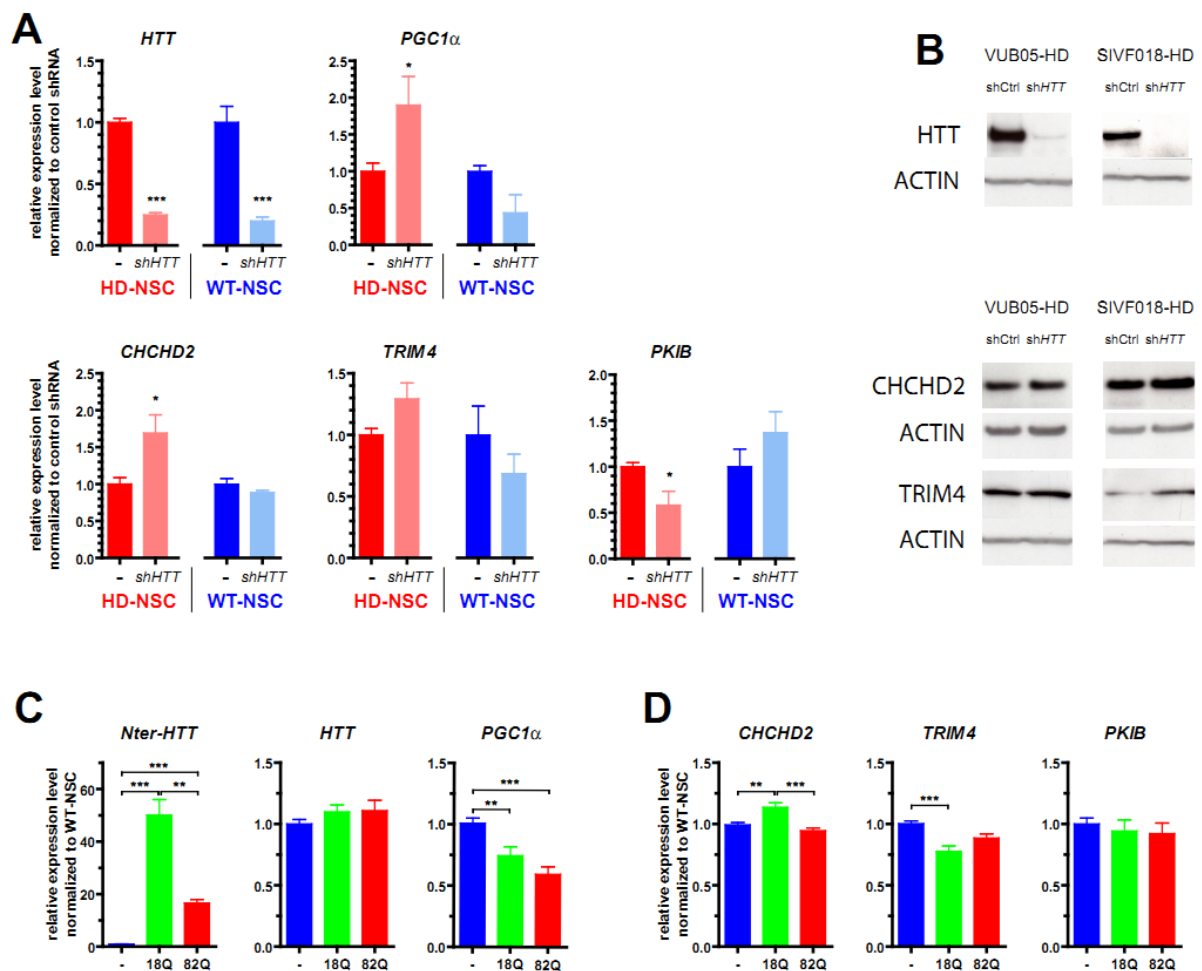 A
HTT
PGC1α
relative expression level
normalized to control shRNA
1.5
1.0
0.5
0.0
***
***
- shHTT - shHTT
HD-NSC WT-NSC
2.5
2.0
1.5
1.0
0.5
0.0
*
- shHTT - shHTT
HD-NSC WT-NSC
CHCHD2
TRIM4
PKIB
relative expression level
normalized to control shRNA
2.5
2.0
1.5
1.0
0.5
0.0
*
- shHTT - shHTT
HD-NSC WT-NSC
1.5
1.0
0.5
0.0
- shHTT - shHTT
HD-NSC WT-NSC
2.0
1.5
1.0
0.5
0.0
*
- shHTT - shHTT
HD-NSC WT-NSC
B
VUB05-HD SIVF018-HD
shCtrl shHTT shCtrl shHTT
HTT
ACTIN
VUB05-HD SIVF018-HD
shCtrl shHTT shCtrl shHTT
CHCHD2
ACTIN
TRIM4
ACTIN
C
Nter-HTT
HTT
PGC1α
relative expression level
normalized to WT-NSC
60
40
20
0
***
*** **
- 18Q 82Q
1.5
1.0
0.5
0.0
- 18Q 82Q
1.5
1.0
0.5
0.0
***
**
- 18Q 82Q
D
CHCHD2
TRIM4
PKIB
relative expression level
normalized to WT-NSC
1.5
1.0
0.5
0.0
** ***
- 18Q 82Q
1.5
1.0
0.5
0.0
***
- 18Q 82Q
1.5
1.0
0.5
0.0
- 18Q 82Q